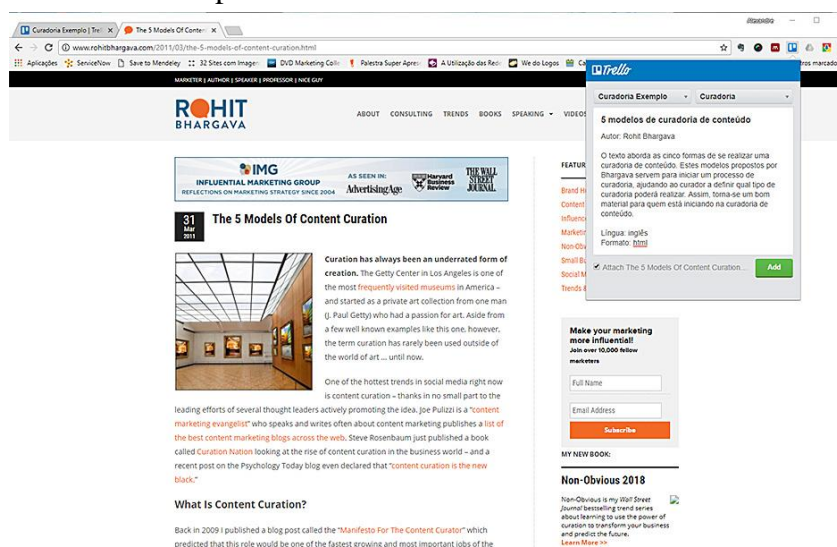 Curadoria Exemplo | Trel
The 5 Models Of Conten
Alexandre
www.rohitbhargava.com/2011/03/the-5-models-of-content-curation.html
Aplicações ServiceNow Save to Mendeley 32 Sites com Imagen DVD Marketing Colle Palestra Super Apres A Utilização das Rede We do Logos Ca
tros marcado
MARKETER | AUTHOR | SPEAKER | PROFESSOR | NICE GUY
ROHIT
BHARGAVA
ABOUT CONSULTING TRENDS BOOKS SPEAKING VIDEOS
Trello
Curadoria Exemplo Curadoria
5 modelos de curadoria de conteúdo
Autor: Rohit Bhargava
O texto aborda as cinco formas de se realizar uma
curadoria de conteúdo. Estes modelos propostos por
Bhargava servem para iniciar um processo de
curadoria, ajudando ao curador a definir qual tipo de
curadoria poderá realizar. Assim, torna-se um bom
material para quem está iniciando na curadoria de
conteúdo.
Língua: inglês
Formato: html
Attach The 5 Models Of Content Curation ...
Add
IMG
INFLUENTIAL MARKETING GROUP
REFLECTIONS ON MARKETING STRATEGY SINCE 2004
AS SEEN IN:
AdvertisingAge
Harvard
Business
Review
THE WALL
STREET
JOURNAL.
FEATUR
Brand H
Content
Influence
Marketin
Non-Obv
Small Bu
Social M
Trends &
31
Mar
2011
The 5 Models Of Content Curation
Curation has always been an underrated form of
creation. The Getty Center in Los Angeles is one of
the most frequently visited museums in America –
and started as a private art collection from one man
(J. Paul Getty) who had a passion for art. Aside from
a few well known examples like this one, however,
the term curation has rarely been used outside of
the world of art ... until now.
One of the hottest trends in social media right now
is content curation – thanks in no small part to the
leading efforts of several thought leaders actively promoting the idea. Joe Pulizzi is a "content
marketing evangelist" who speaks and writes often about content marketing publishes a list of
the best content marketing blogs across the web. Steve Rosenbaum just published a book
called Curation Nation looking at the rise of content curation in the business world – and a
recent post on the Psychology Today blog even declared that "content curation is the new
black."
What Is Content Curation?
Back in 2009 I published a blog post called the "Manifesto For The Content Curator" which
predicted that this role would be one of the fastest growing and most important jobs of the
Make your marketing
more influential!
Join over 10,000 fellow
marketers
Full Name
Email Address
Subscribe
MY NEW BOOK:
Non-Obvious 2018
Non-Obvious is my Wall Street
Journal bestselling trend series
about learning to use the power of
curation to transform your business
and predict the future.
Learn More >>